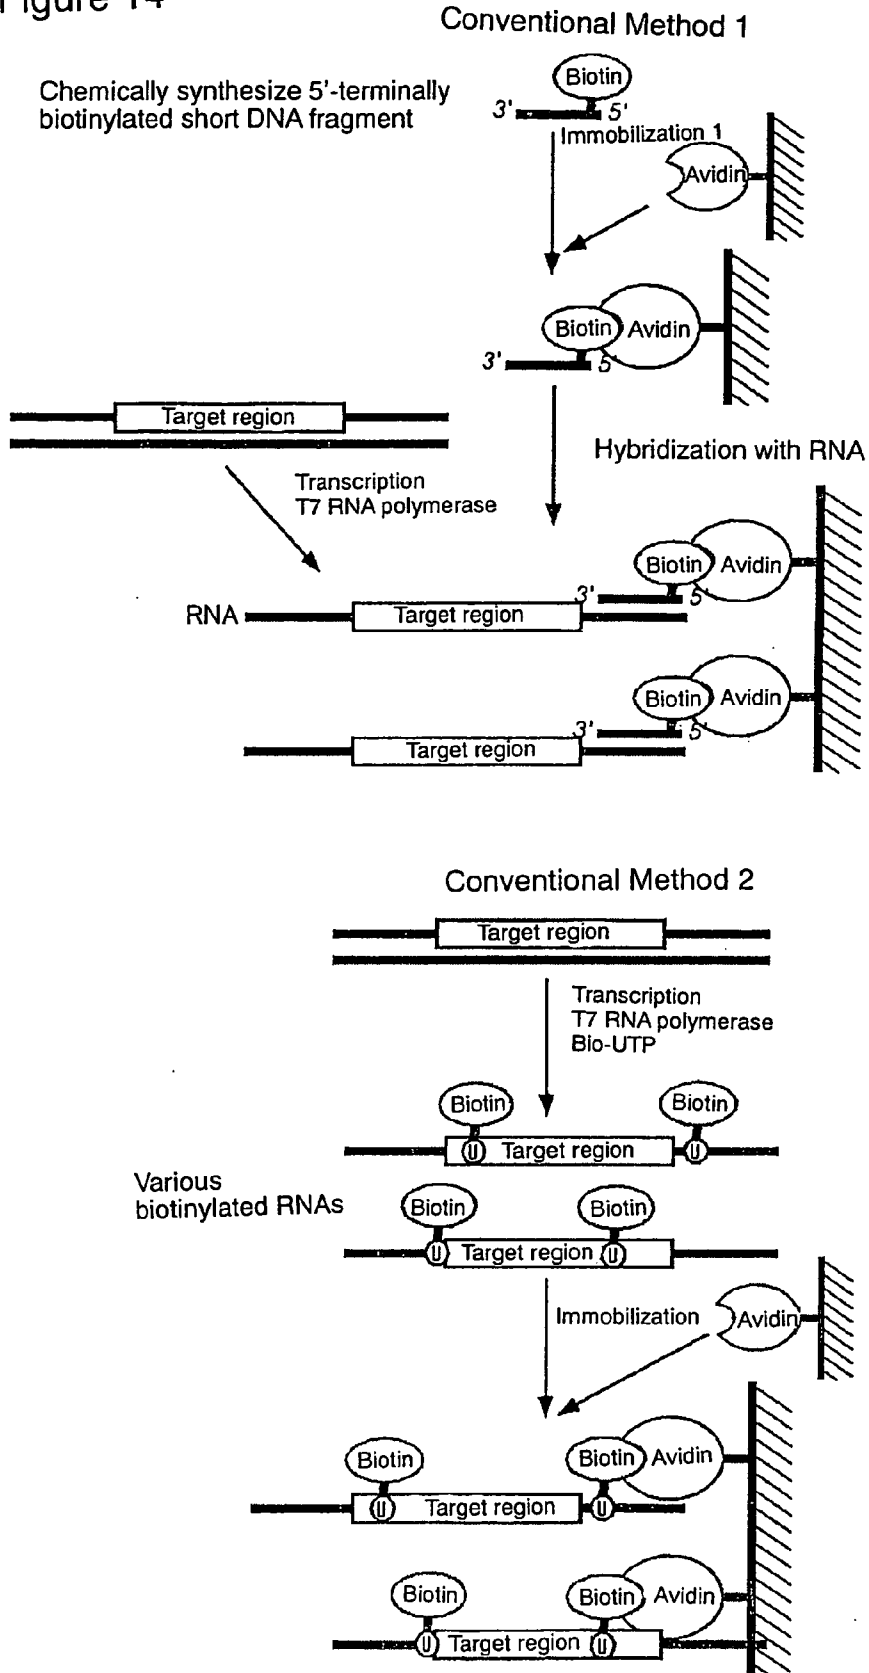 Figure 14
Conventional Method 1
Chemically synthesize 5'-terminally
biotinylated short DNA fragment
Biotin
3' 5'
Immobilization 1
Avidin
Biotin Avidin
3' 5'
Target region
Hybridization with RNA
Transcription
T7 RNA polymerase
Biotin Avidin
3' 5'
RNA Target region
Biotin Avidin
3' 5'
Target region
Conventional Method 2
Target region
Transcription
T7 RNA polymerase
Bio-UTP
Biotin Biotin
U Target region U
Various
biotinylated RNAs
Biotin Biotin
U Target region U
Immobilization
Avidin
Biotin Biotin Avidin
U Target region U
Biotin Biotin Avidin
U Target region U